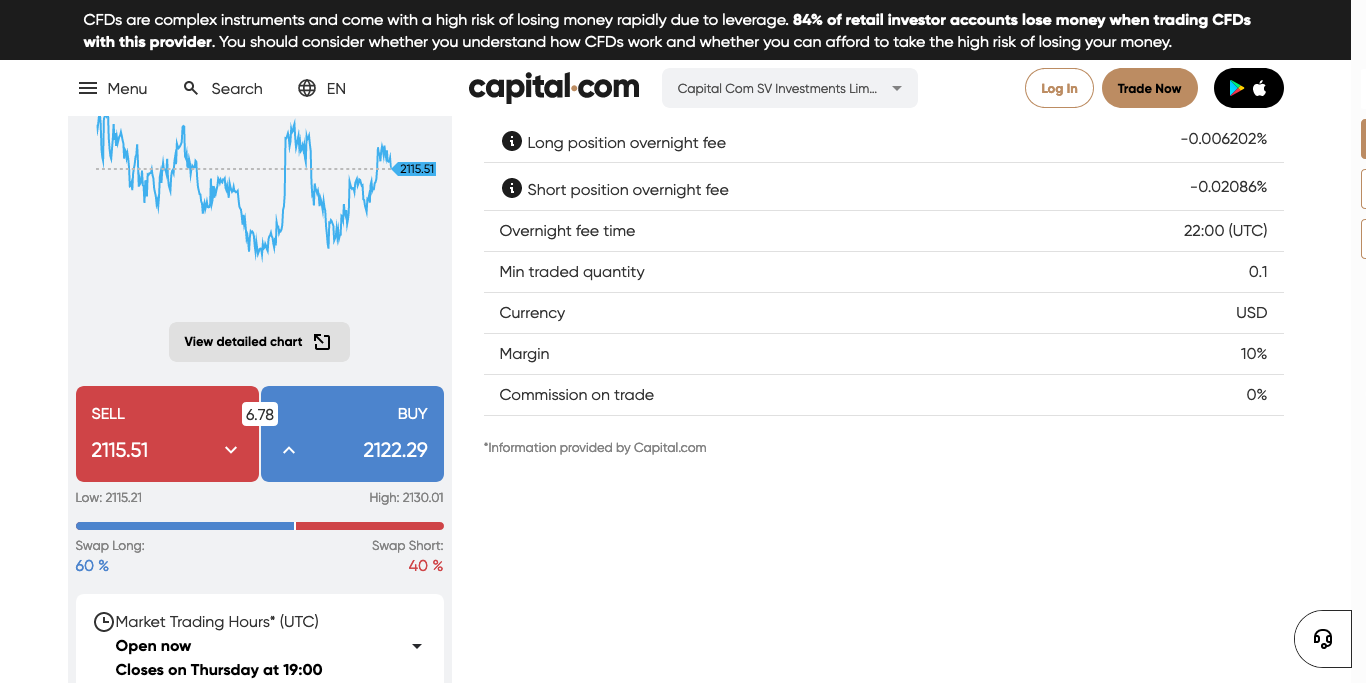 CFDs are complex instruments and come with a high risk of losing money rapidly due to leverage. 84% of retail investor accounts lose money when trading CFDs
with this provider. You should consider whether you understand how CFDs work and whether you can afford to take the high risk of losing your money.
Menu
Search
EN
capital.com
Capital Com SV Investments Lim...
Log In
Trade Now
2115.51
View detailed chart
SELL
2115.51
6.78
BUY
2122.29
Low: 2115.21
High: 2130.01
Swap Long:
Swap Short:
60 %
40 %
Market Trading Hours* (UTC)
Open now
Closes on Thursday at 19:00
Long position overnight fee
-0.006202%
Short position overnight fee
-0.02086%
Overnight fee time
22:00 (UTC)
Min traded quantity
0.1
Currency
USD
Margin
10%
Commission on trade
0%
*Information provided by Capital.com